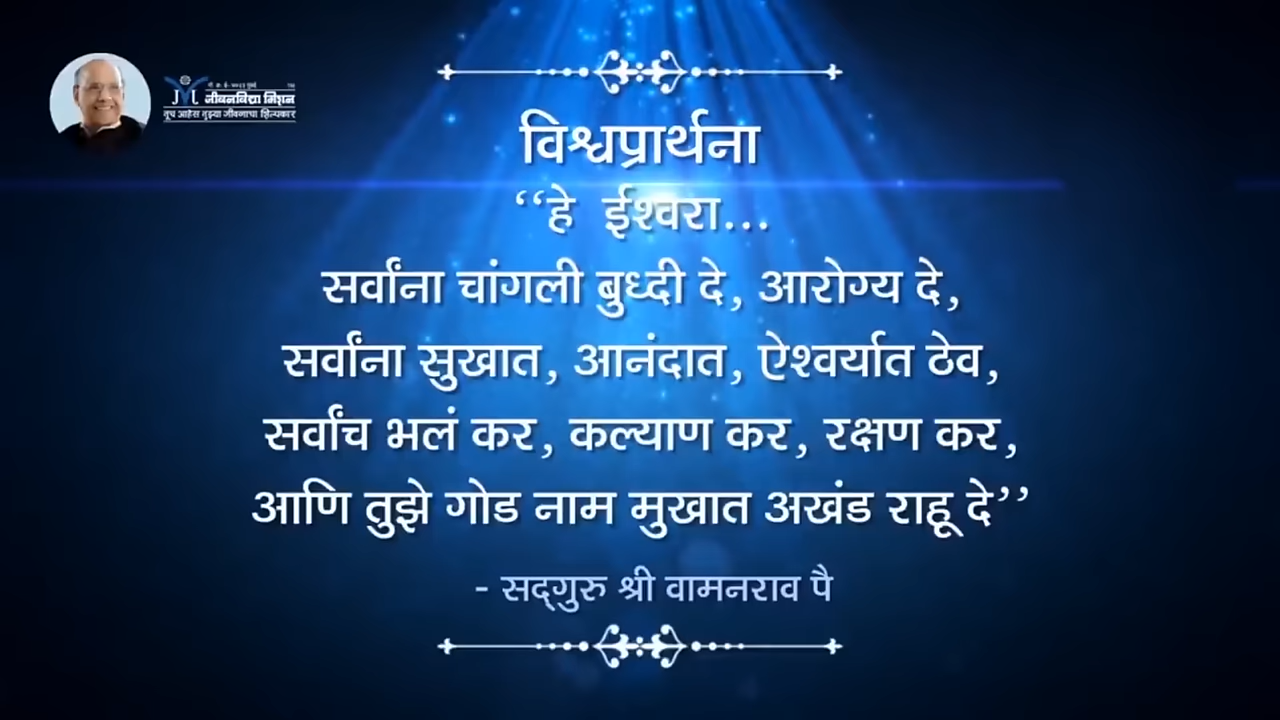 जीवनविद्या मिशन
तूच आहेस तुझ्या जीवनाचा शिल्पकार
विश्वप्रार्थना
‘‘हे ईश्वरा...
सर्वांना चांगली बुध्दी दे, आरोग्य दे,
सर्वांना सुखात, आनंदात, ऐश्वर्यात ठेव,
सर्वांच भलं कर, कल्याण कर, रक्षण कर,
आणि तुझे गोड नाम मुखात अखंड राहू दे’’
- सद्‌गुरु श्री वामनराव पै